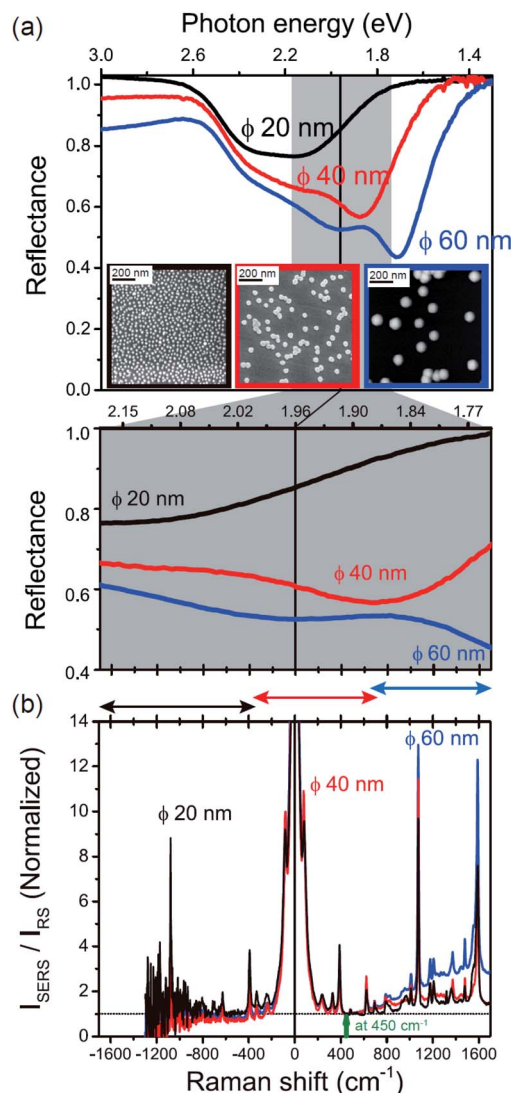 (a)
Photon energy (eV)
3.0 2.6 2.2 1.8 1.4
Reflectance
1.0
0.8
0.6
0.4
0.2
0.0
ϕ 20 nm
ϕ 40 nm
ϕ 60 nm
200 nm 200 nm 200 nm
2.15 2.08 2.02 1.96 1.90 1.84 1.77
Reflectance
1.0
0.8
0.6
0.4
ϕ 20 nm
ϕ 40 nm
ϕ 60 nm
(b)
I_SERS / I_RS (Normalized)
14
12
10
8
6
4
2
0
ϕ 60 nm
ϕ 40 nm
ϕ 20 nm
at 450 cm⁻¹
-1600 -1200 -800 -400 0 400 800 1200 1600
Raman shift (cm⁻¹)